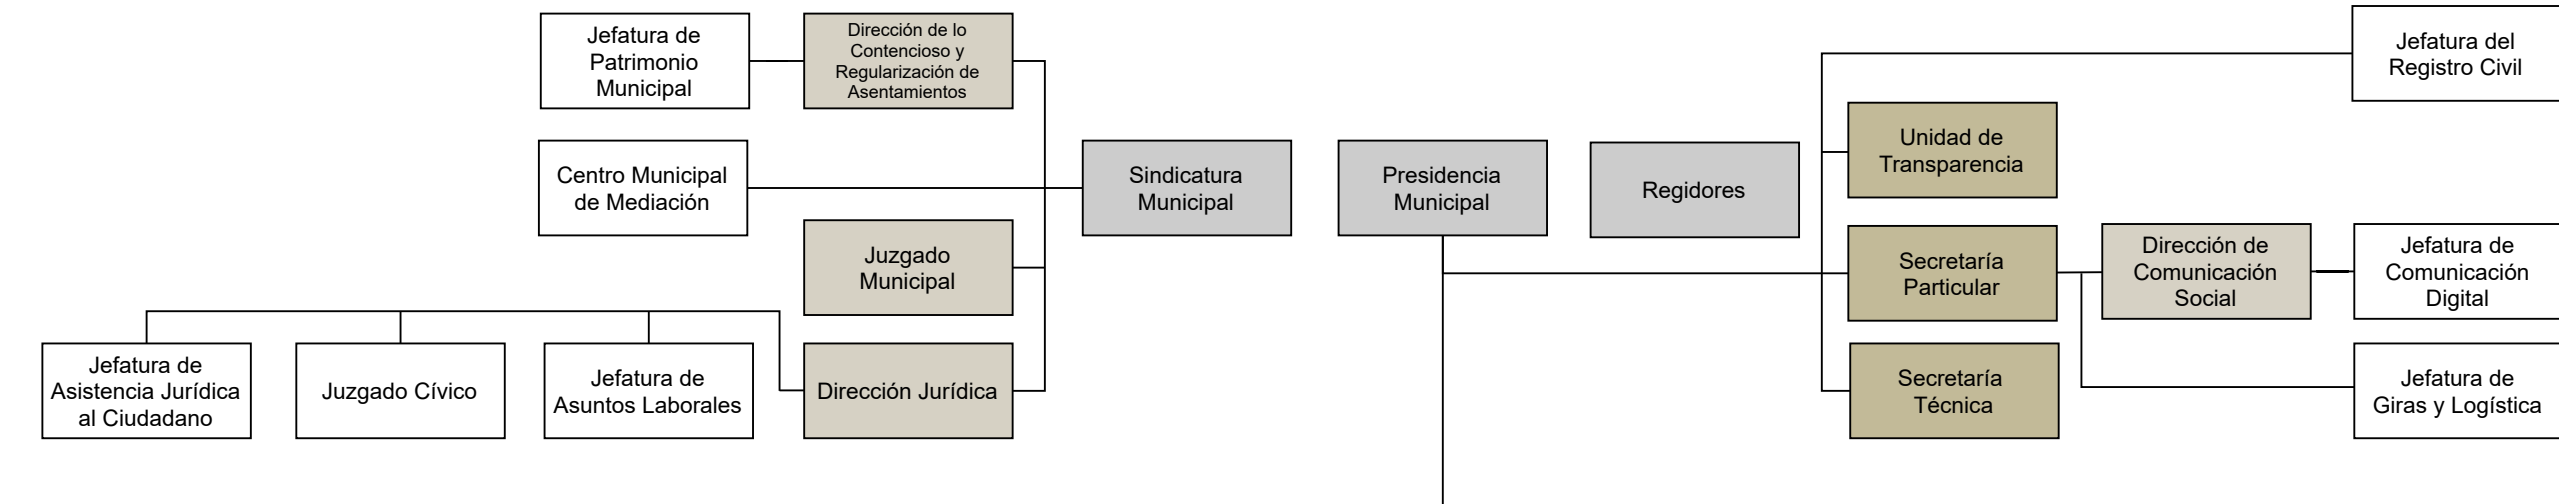 Jefatura de
Patrimonio
Municipal
Dirección de lo
Contencioso y
Regularización de
Asentamientos
Jefatura del
Registro Civil
Unidad de
Transparencia
Centro Municipal
de Mediación
Sindicatura
Municipal
Presidencia
Municipal
Regidores
Juzgado
Municipal
Secretaría
Particular
Dirección de
Comunicación
Social
Jefatura de
Comunicación
Digital
Jefatura de
Asistencia Jurídica
al Ciudadano
Juzgado Cívico
Jefatura de
Asuntos Laborales
Dirección Jurídica
Secretaría
Técnica
Jefatura de
Giras y Logística